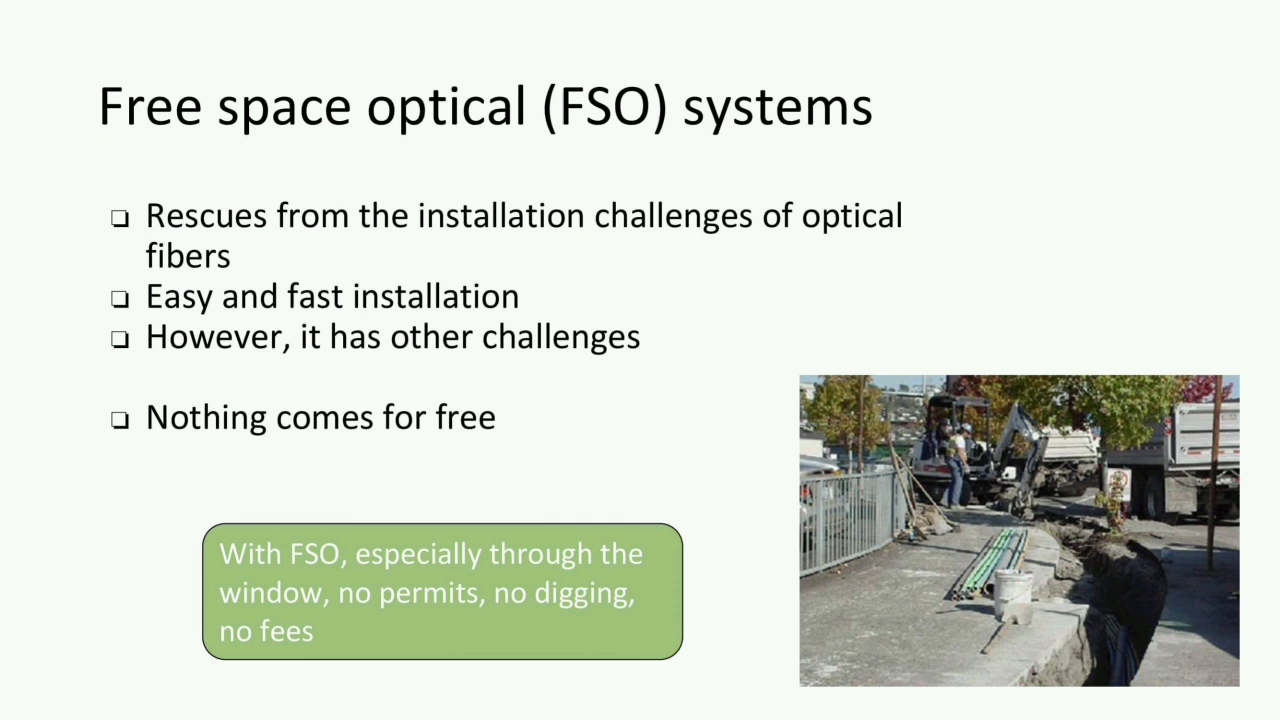 Free space optical (FSO) systems
❑ Rescues from the installation challenges of optical
fibers
❑ Easy and fast installation
❑ However, it has other challenges
❑ Nothing comes for free
With FSO, especially through the
window, no permits, no digging,
no fees